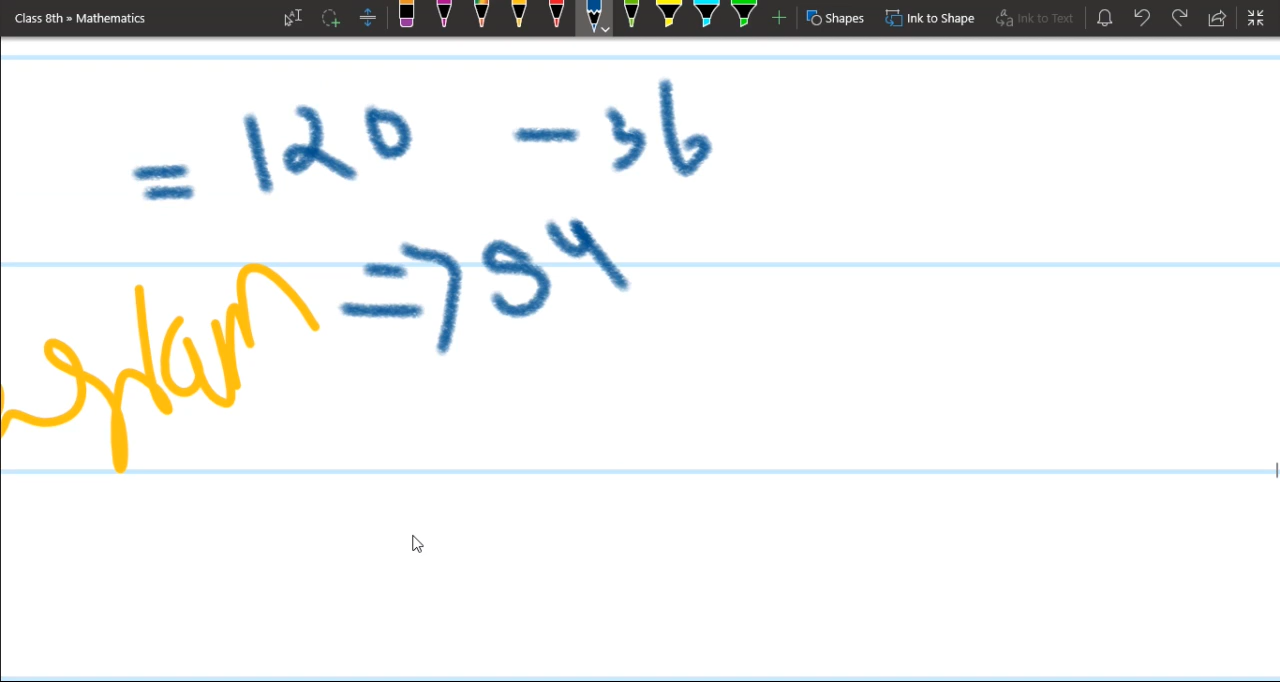 Class 8th » Mathematics
Shapes
Ink to Shape
Ink to Text
= 120 - 36
=> 84